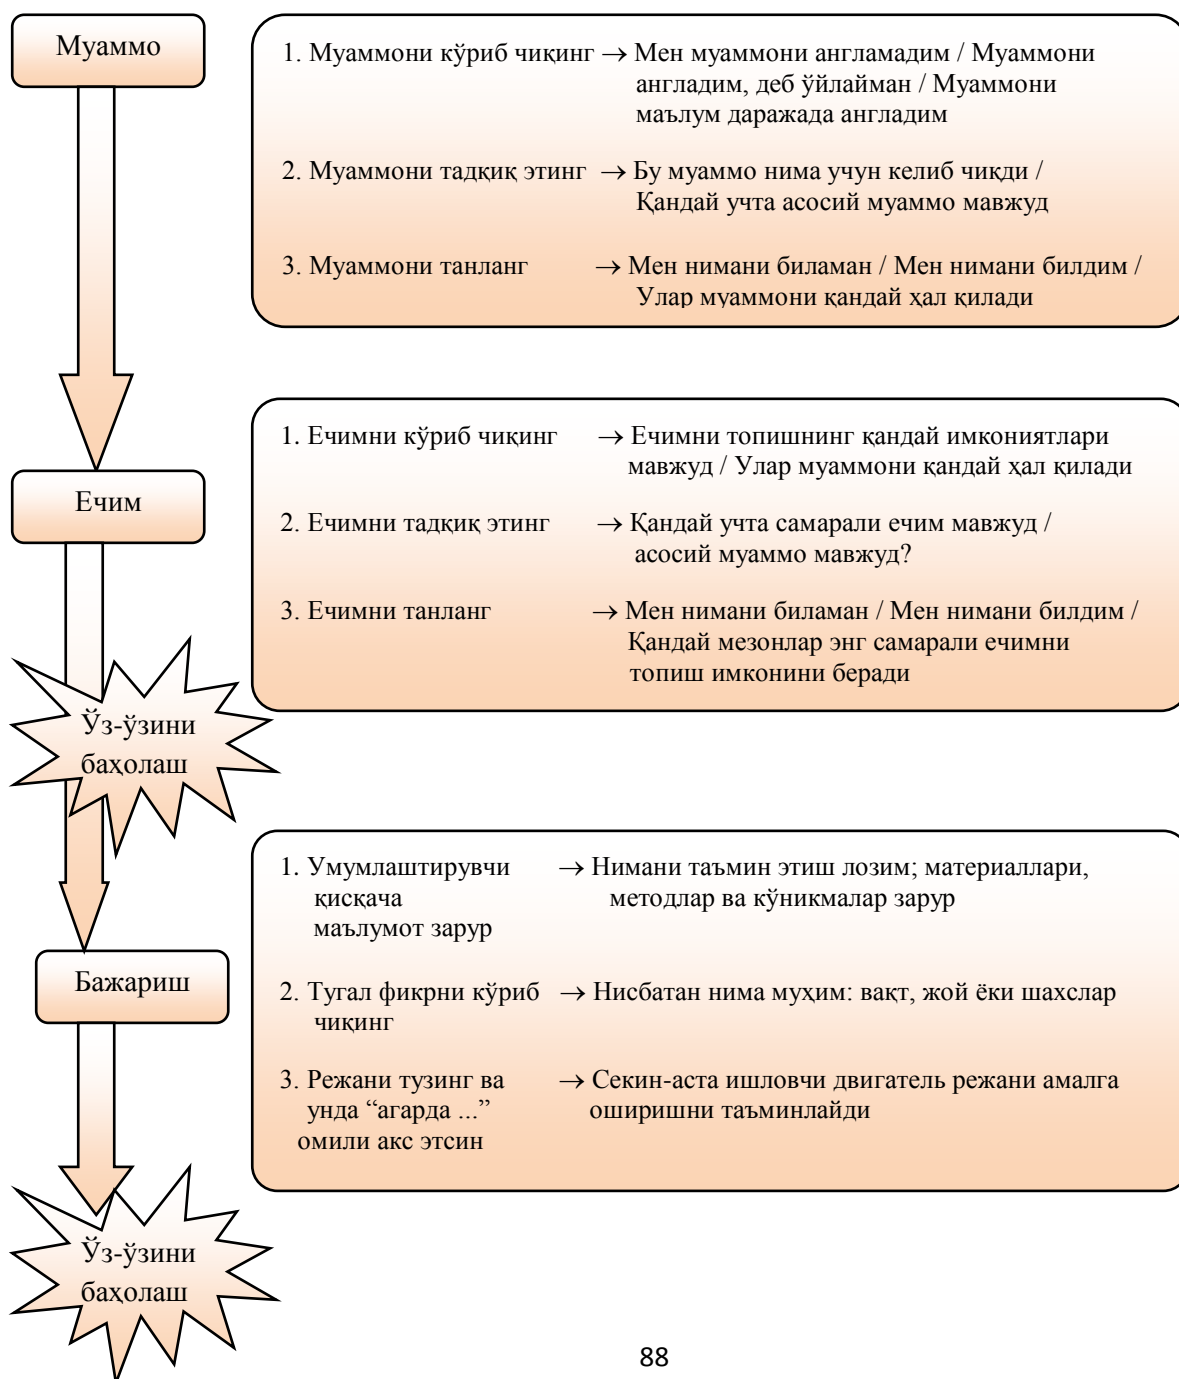 Муаммо
1. Муаммони кўриб чиқинг → Мен муаммони англамадим / Муаммони
англадим, деб ўйлайман / Муаммони
маълум даражада англадим
2. Муаммони тадқиқ этинг → Бу муаммо нима учун келиб чиқди /
Қандай учта асосий муаммо мавжуд
3. Муаммони танланг → Мен нимани биламан / Мен нимани билдим /
Улар муаммони қандай ҳал қилади
Ечим
1. Ечимни кўриб чиқинг → Ечимни топишнинг қандай имкониятлари
мавжуд / Улар муаммони қандай ҳал қилади
2. Ечимни тадқиқ этинг → Қандай учта самарали ечим мавжуд /
асосий муаммо мавжуд?
3. Ечимни танланг → Мен нимани биламан / Мен нимани билдим /
Қандай мезонлар энг самарали ечимни
топиш имконини беради
Ўз-ўзини
баҳолаш
Бажариш
1. Умумлаштирувчи → Нимани таъмин этиш лозим; материаллари,
қисқача методлар ва кўникмалар зарур
маълумот зарур
2. Тугал фикрни кўриб → Нисбатан нима муҳим: вақт, жой ёки шахслар
чиқинг
3. Режани тузинг ва → Секин-аста ишловчи двигатель режани амалга
унда “агарда ...” оширишни таъминлайди
омили акс этсин
Ўз-ўзини
баҳолаш
88